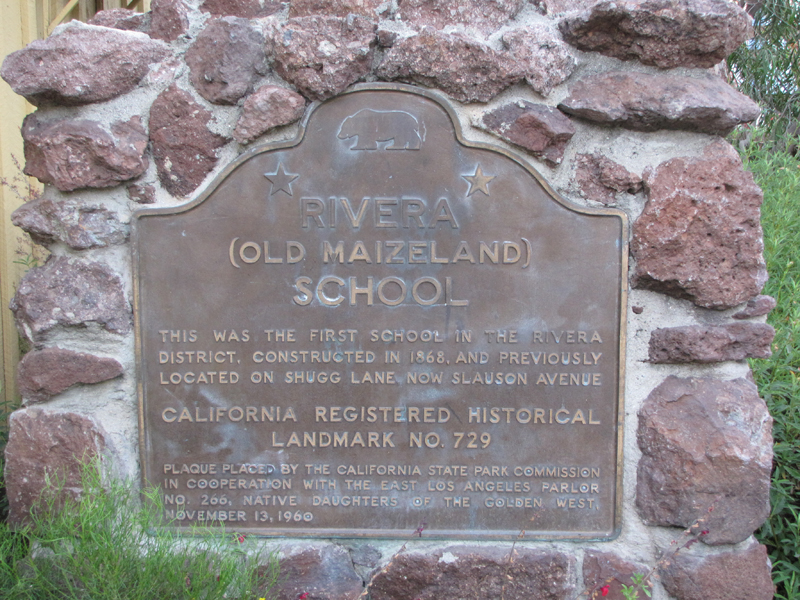 RIVERA
(OLD MAIZELAND)
SCHOOL
THIS WAS THE FIRST SCHOOL IN THE RIVERA
DISTRICT, CONSTRUCTED IN 1868, AND PREVIOUSLY
LOCATED ON SHUGG LANE NOW SLAUSON AVENUE
CALIFORNIA REGISTERED HISTORICAL
LANDMARK NO. 729
PLAQUE PLACED BY THE CALIFORNIA STATE PARK COMMISSION
IN COOPERATION WITH THE EAST LOS ANGELES PARLOR
NO. 266, NATIVE DAUGHTERS OF THE GOLDEN WEST,
NOVEMBER 13, 1960